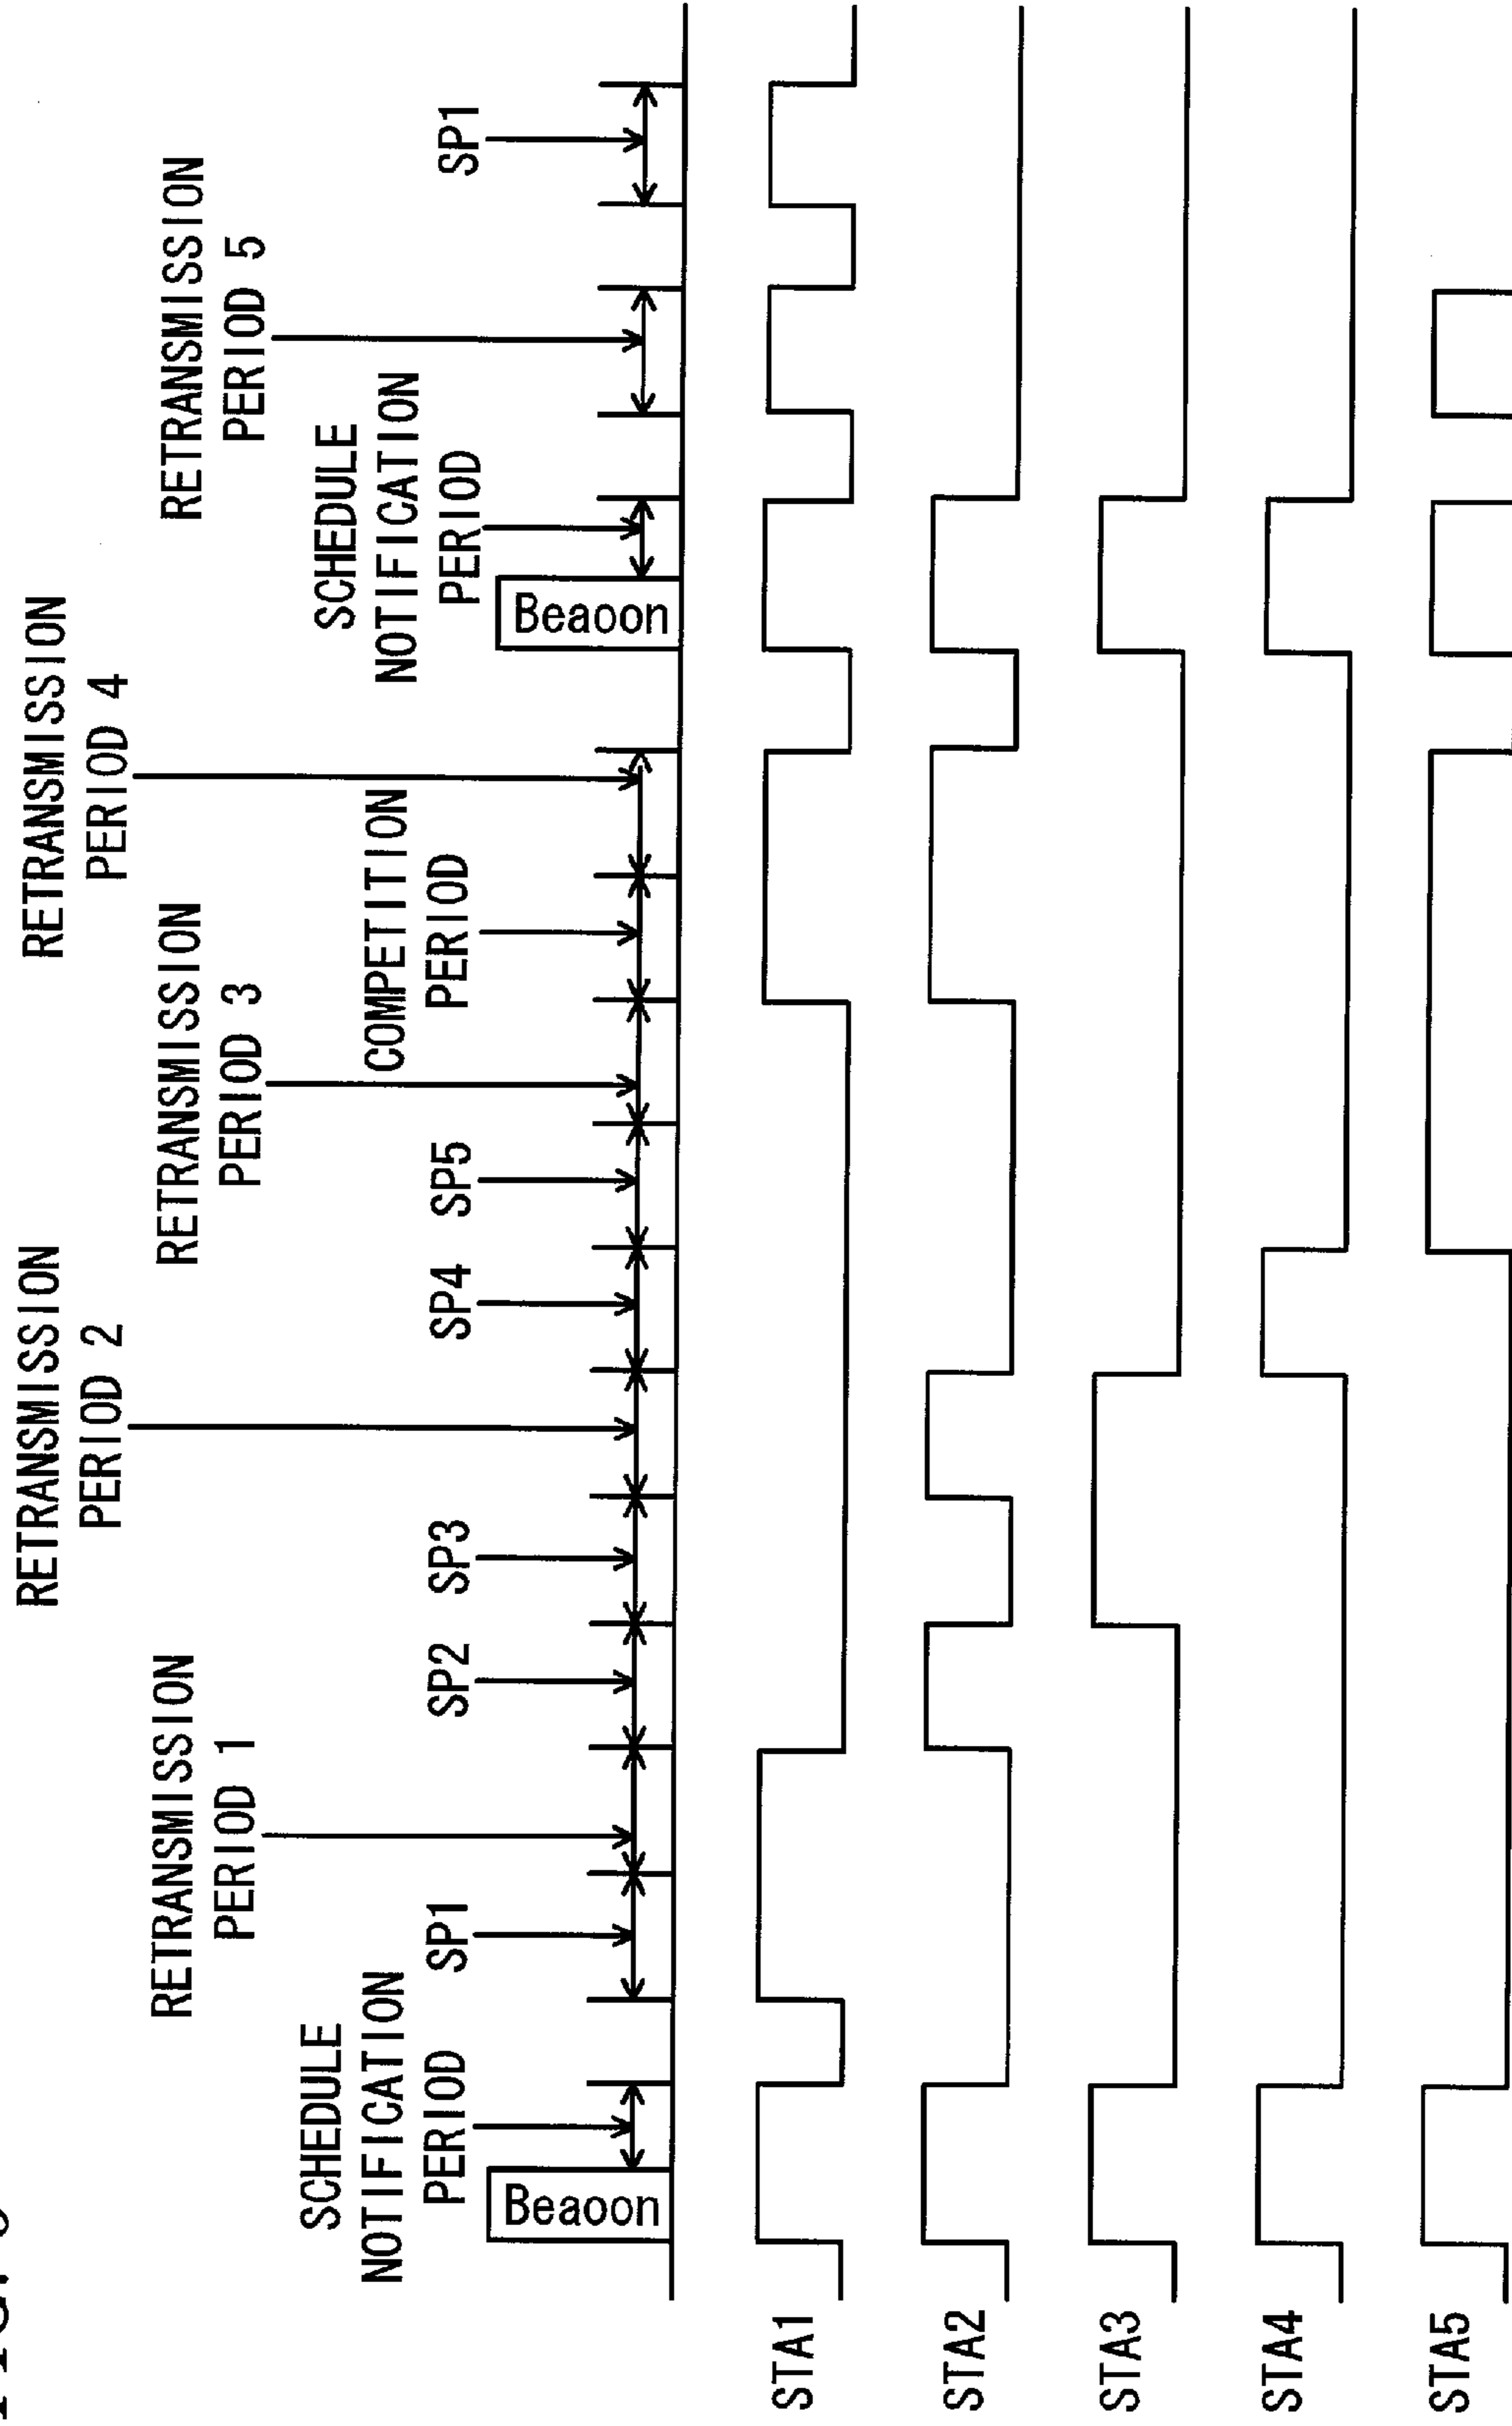 RETRANSMISSION
PERIOD 2
RETRANSMISSION
PERIOD 4
RETRANSMISSION
PERIOD 1
RETRANSMISSION
PERIOD 3
RETRANSMISSION
PERIOD 5
SCHEDULE
NOTIFICATION
PERIOD
SP1
SP2
SP3
SP4
SP5
COMPETITION
PERIOD
SCHEDULE
NOTIFICATION
PERIOD
SP1
Beaoon
Beaoon
STA1
STA2
STA3
STA4
STA5